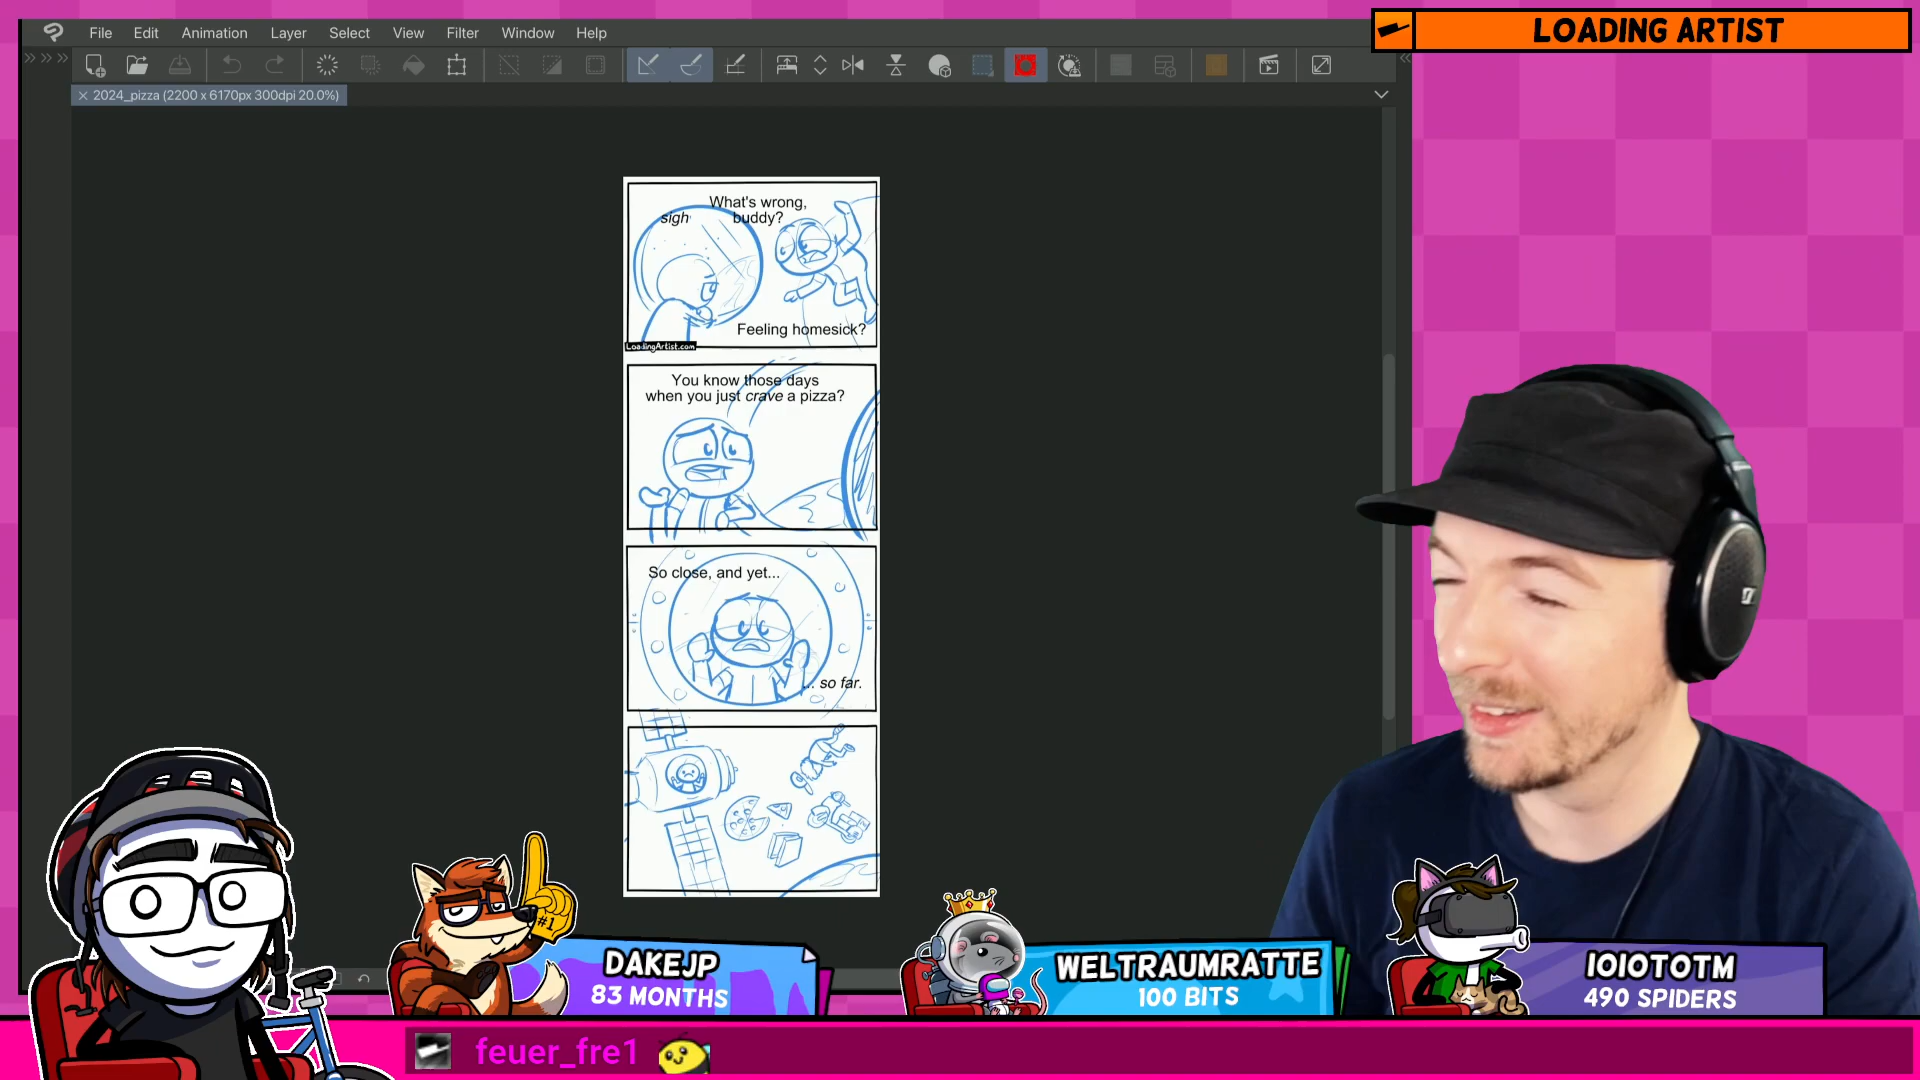 LOADING ARTIST
File Edit Animation Layer Select View Filter Window Help
2024_pizza (2200 x 6170px 300dpi 20.0%)
What's wrong,
buddy?
sigh
Feeling homesick?
LoadingArtist.com
You know those days
when you just crave a pizza?
So close, and yet...
... so far.
#1
DAKEJP
83 MONTHS
WELTRAUMRATTE
100 BITS
IOIOTOTM
490 SPIDERS
feuer_fre1